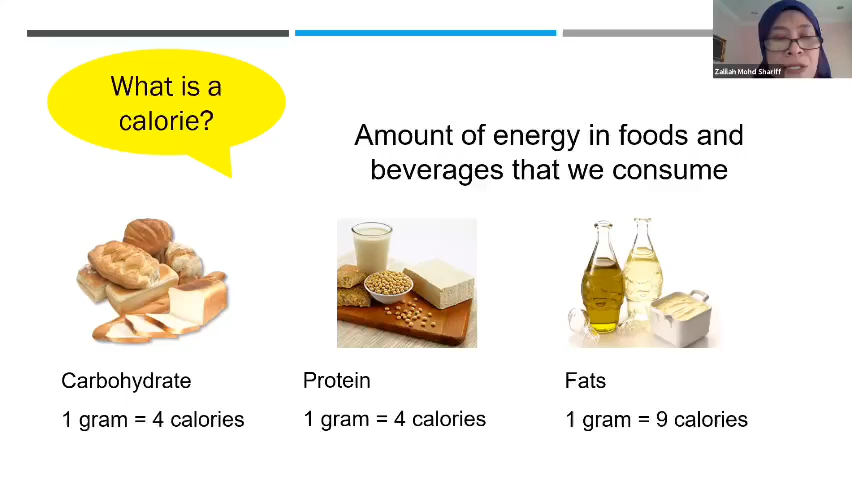 What is a
calorie?
Zalilah Mohd Shariff
Amount of energy in foods and
beverages that we consume
Carbohydrate
1 gram = 4 calories
Protein
1 gram = 4 calories
Fats
1 gram = 9 calories